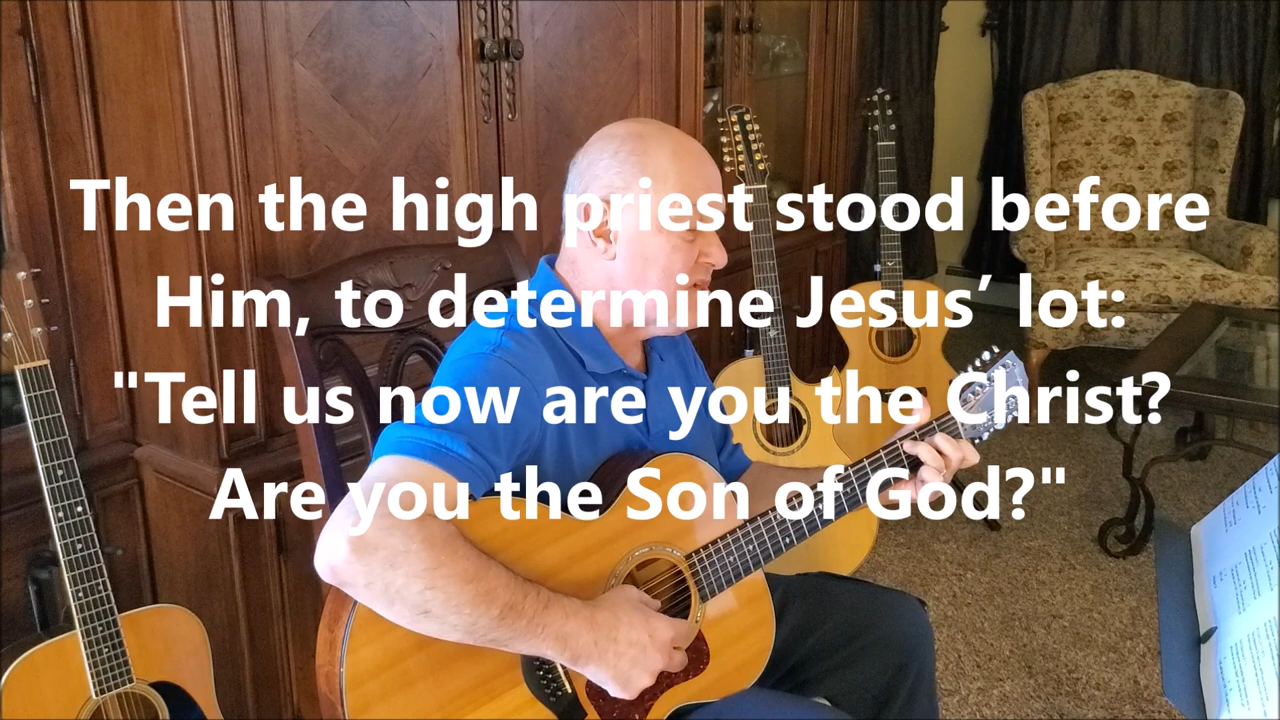 Then the high priest stood before
Him, to determine Jesus’ lot:
"Tell us now are you the Christ?
Are you the Son of God?"